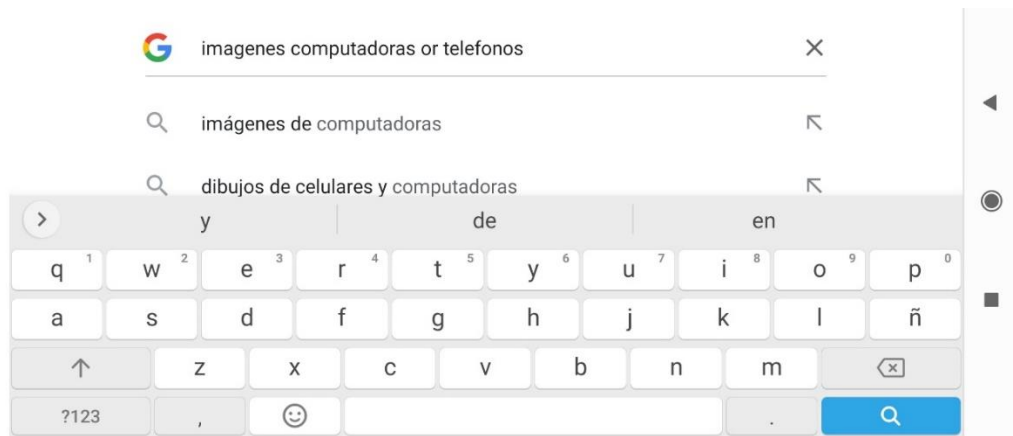 imagenes computadoras or telefonos
imágenes de computadoras
dibujos de celulares y computadoras
y de en
q 1 w 2 e 3 r 4 t 5 y 6 u 7 i 8 o 9 p 0
a s d f g h j k l ñ
z x c v b n m
?123 , .